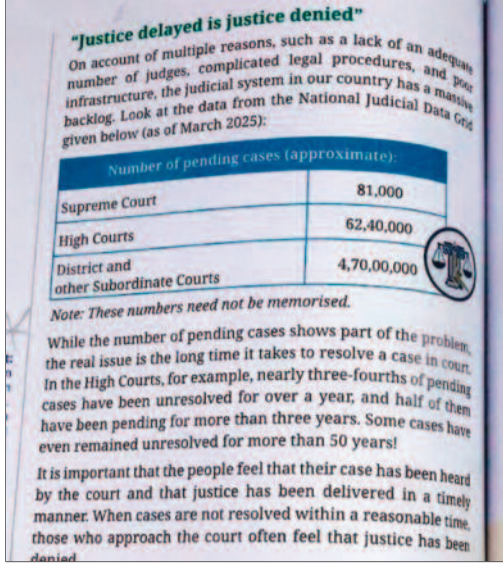 “Justice delayed is justice denied”
On account of multiple reasons, such as a lack of an adequate
number of judges, complicated legal procedures, and poor
infrastructure, the judicial system in our country has a massive
backlog. Look at the data from the National Judicial Data Grid
given below (as of March 2025):
Number of pending cases (approximate):
Supreme Court 81,000
High Courts 62,40,000
District and
other Subordinate Courts 4,70,00,000
Note: These numbers need not be memorised.
While the number of pending cases shows part of the problem,
the real issue is the long time it takes to resolve a case in court.
In the High Courts, for example, nearly three-fourths of pending
cases have been unresolved for over a year, and half of them
have been pending for more than three years. Some cases have
even remained unresolved for more than 50 years!
It is important that the people feel that their case has been heard
by the court and that justice has been delivered in a timely
manner. When cases are not resolved within a reasonable time,
those who approach the court often feel that justice has been
denied